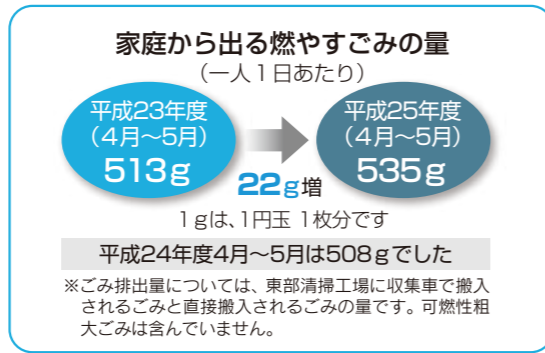 家庭から出る燃やすごみの量
（一人１日あたり）
平成23年度
（４月〜５月）
513ｇ
平成25年度
（４月〜５月）
535ｇ
22ｇ増
１ｇは、１円玉 １枚分です
平成24年度４月〜５月は508ｇでした
※ごみ排出量については、東部清掃工場に収集車で搬入
されるごみと直接搬入されるごみの量です。可燃性粗
大ごみは含んでいません。